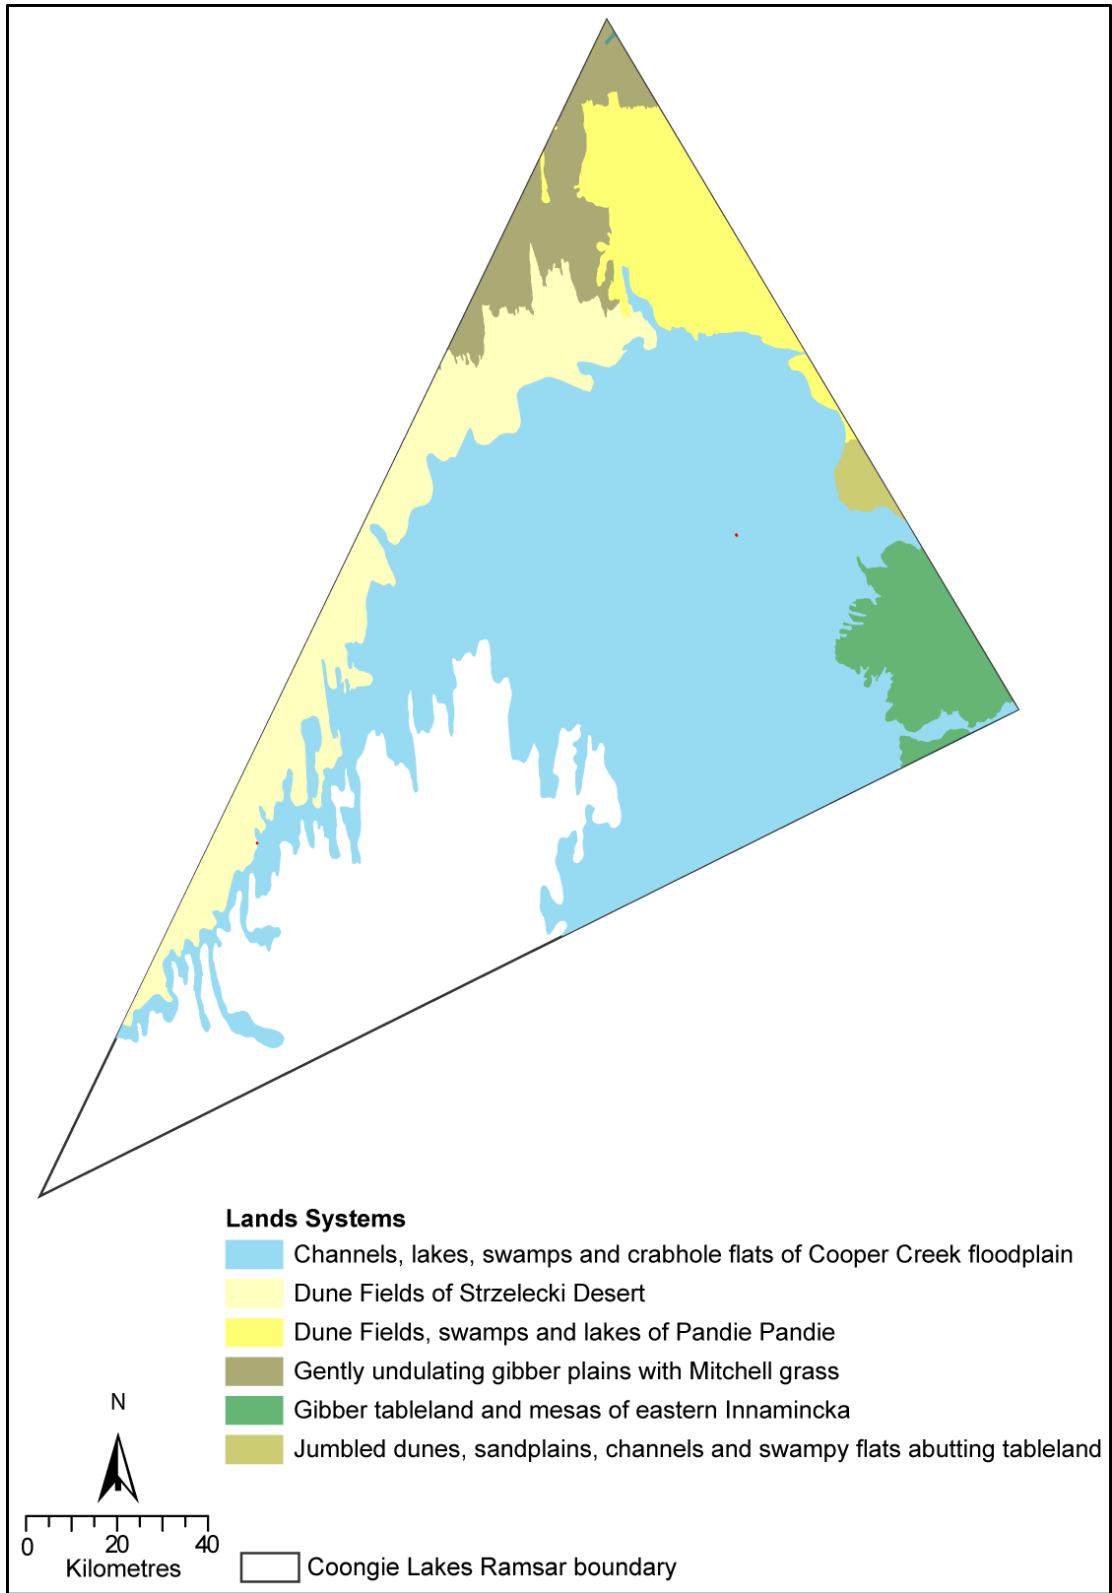 Lands Systems
Channels, lakes, swamps and crabhole flats of Cooper Creek floodplain
Dune Fields of Strzelecki Desert
Dune Fields, swamps and lakes of Pandie Pandie
Gently undulating gibber plains with Mitchell grass
Gibber tableland and mesas of eastern Innamincka
Jumbled dunes, sandplains, channels and swampy flats abutting tableland
N
0 20 40
Kilometres
Coongie Lakes Ramsar boundary